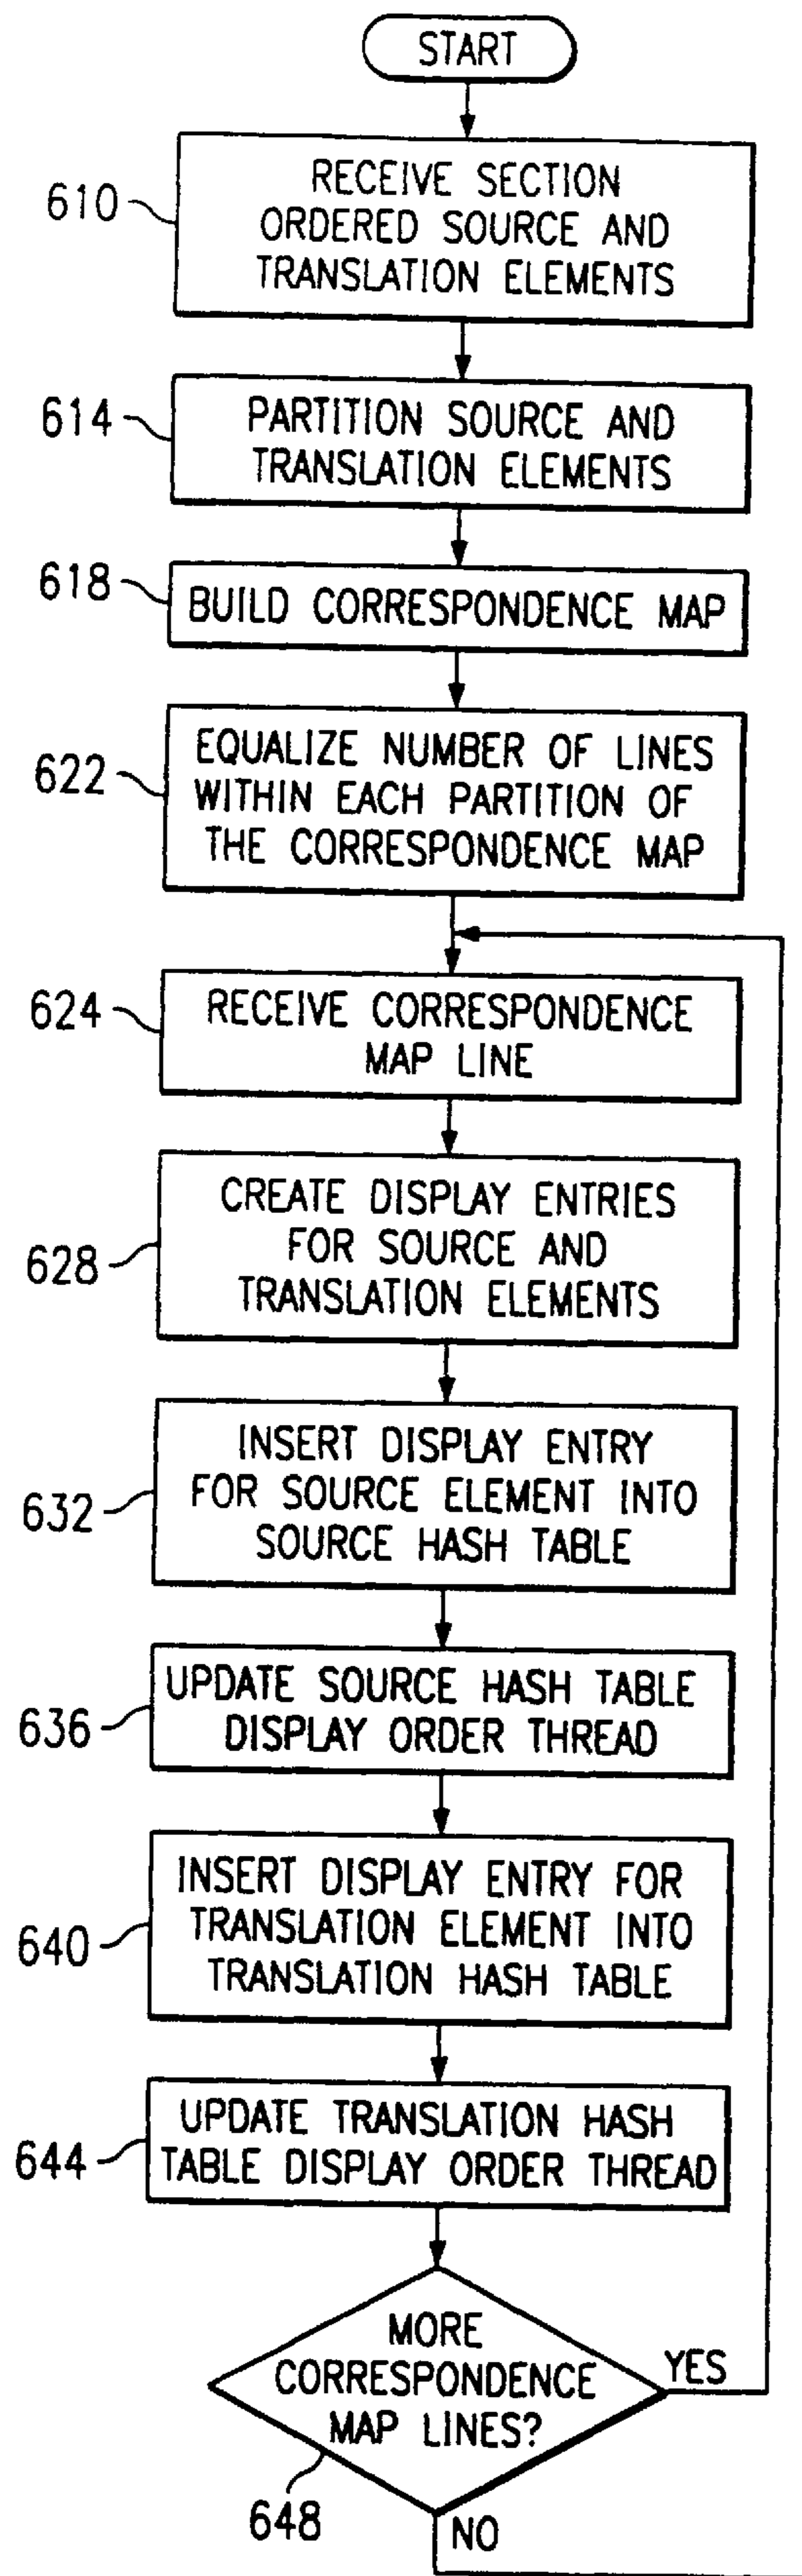 START
610
RECEIVE SECTION
ORDERED SOURCE AND
TRANSLATION ELEMENTS
614
PARTITION SOURCE AND
TRANSLATION ELEMENTS
618
BUILD CORRESPONDENCE MAP
622
EQUALIZE NUMBER OF LINES
WITHIN EACH PARTITION OF
THE CORRESPONDENCE MAP
624
RECEIVE CORRESPONDENCE
MAP LINE
628
CREATE DISPLAY ENTRIES
FOR SOURCE AND
TRANSLATION ELEMENTS
632
INSERT DISPLAY ENTRY
FOR SOURCE ELEMENT INTO
SOURCE HASH TABLE
636
UPDATE SOURCE HASH TABLE
DISPLAY ORDER THREAD
640
INSERT DISPLAY ENTRY FOR
TRANSLATION ELEMENT INTO
TRANSLATION HASH TABLE
644
UPDATE TRANSLATION HASH
TABLE DISPLAY ORDER THREAD
MORE
CORRESPONDENCE
MAP LINES?
YES
648
NO